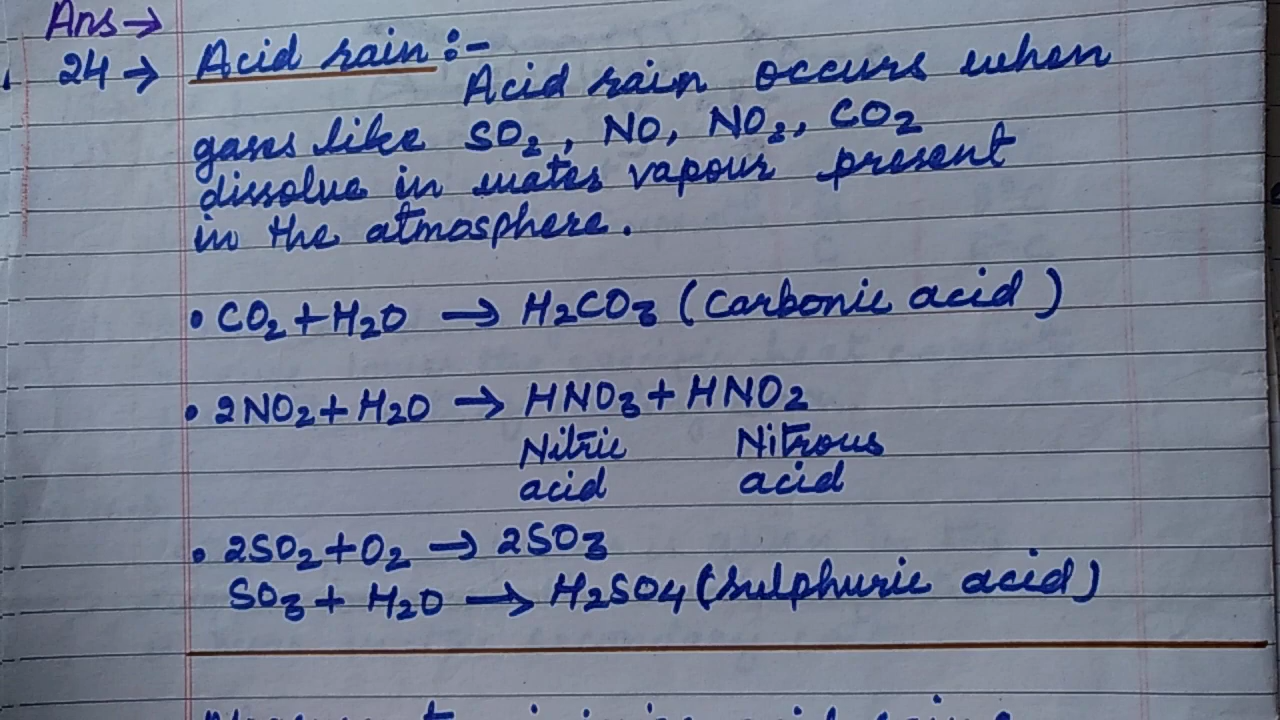 Ans →
24 → Acid rain :-
Acid rain occurs when
gases like SO₂, NO, NO₂, CO₂
dissolve in water vapour present
in the atmosphere.
• CO₂ + H₂O → H₂CO₃ (Carbonic acid)
• 2NO₂ + H₂O → HNO₃ + HNO₂
Nitric Nitrous
acid acid
• 2SO₂ + O₂ → 2SO₃
SO₃ + H₂O → H₂SO₄ (Sulphuric acid)